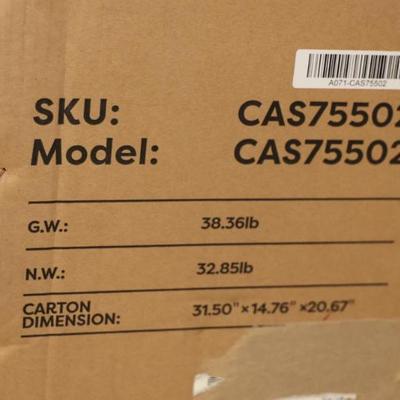 A071-CAS75502
SKU: CAS75502
Model: CAS75502
G.W.: 38.36lb
N.W.: 32.85lb
CARTON
DIMENSION: 31.50"×14.76"×20.67"